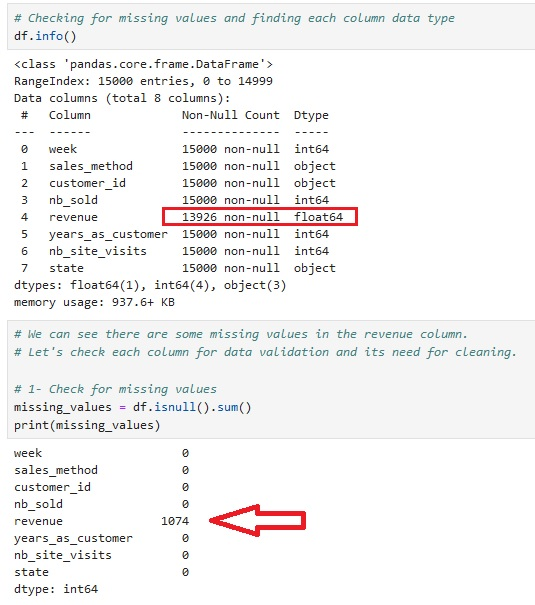 # Checking for missing values and finding each column data type
df.info()
<class 'pandas.core.frame.DataFrame'>
RangeIndex: 15000 entries, 0 to 14999
Data columns (total 8 columns):
 #   Column             Non-Null Count  Dtype
---  ------             --------------  -----
 0   week               15000 non-null  int64
 1   sales_method       15000 non-null  object
 2   customer_id        15000 non-null  object
 3   nb_sold            15000 non-null  int64
 4   revenue            13926 non-null  float64
 5   years_as_customer  15000 non-null  int64
 6   nb_site_visits     15000 non-null  int64
 7   state              15000 non-null  object
dtypes: float64(1), int64(4), object(3)
memory usage: 937.6+ KB
# We can see there are some missing values in the revenue column.
# Let's check each column for data validation and its need for cleaning.
# 1- Check for missing values
missing_values = df.isnull().sum()
print(missing_values)
week                    0
sales_method            0
customer_id             0
nb_sold                 0
revenue              1074
years_as_customer       0
nb_site_visits          0
state                   0
dtype: int64